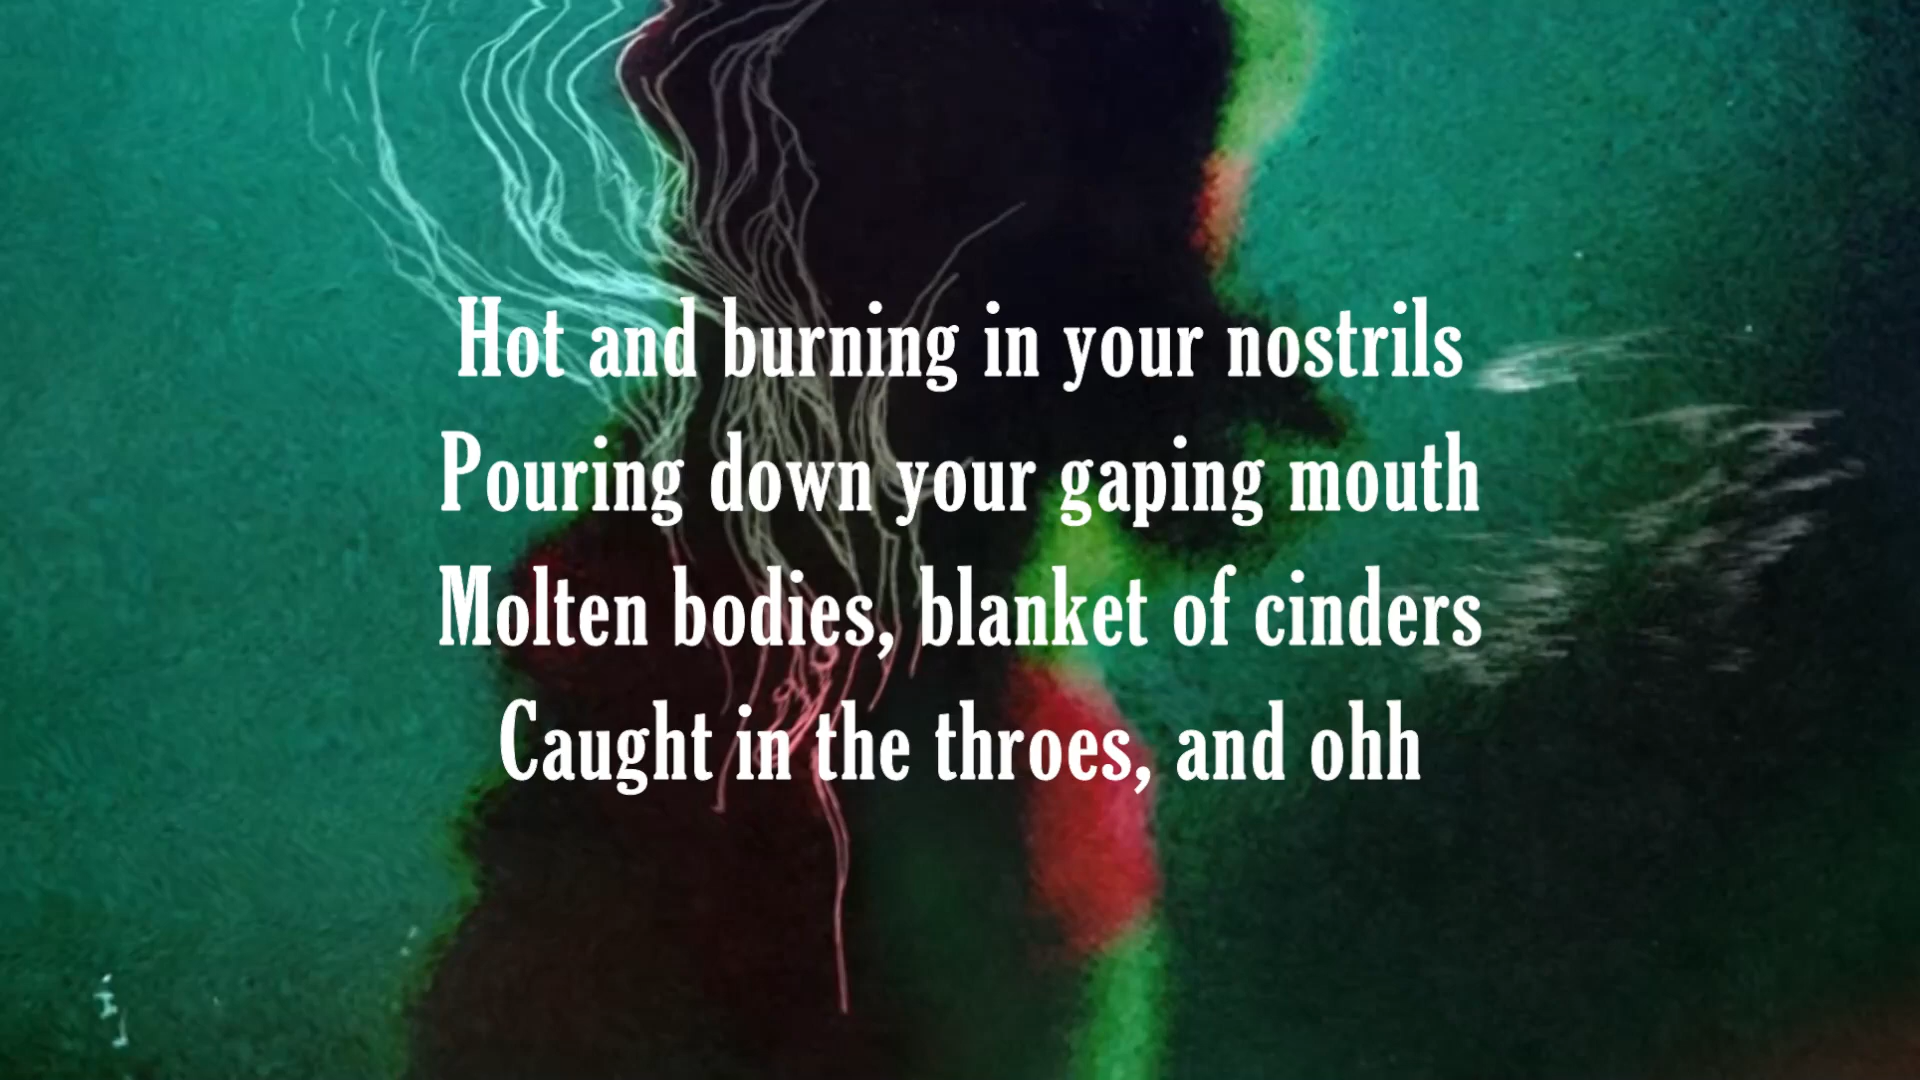 Hot and burning in your nostrils
Pouring down your gaping mouth
Molten bodies, blanket of cinders
Caught in the throes, and ohh